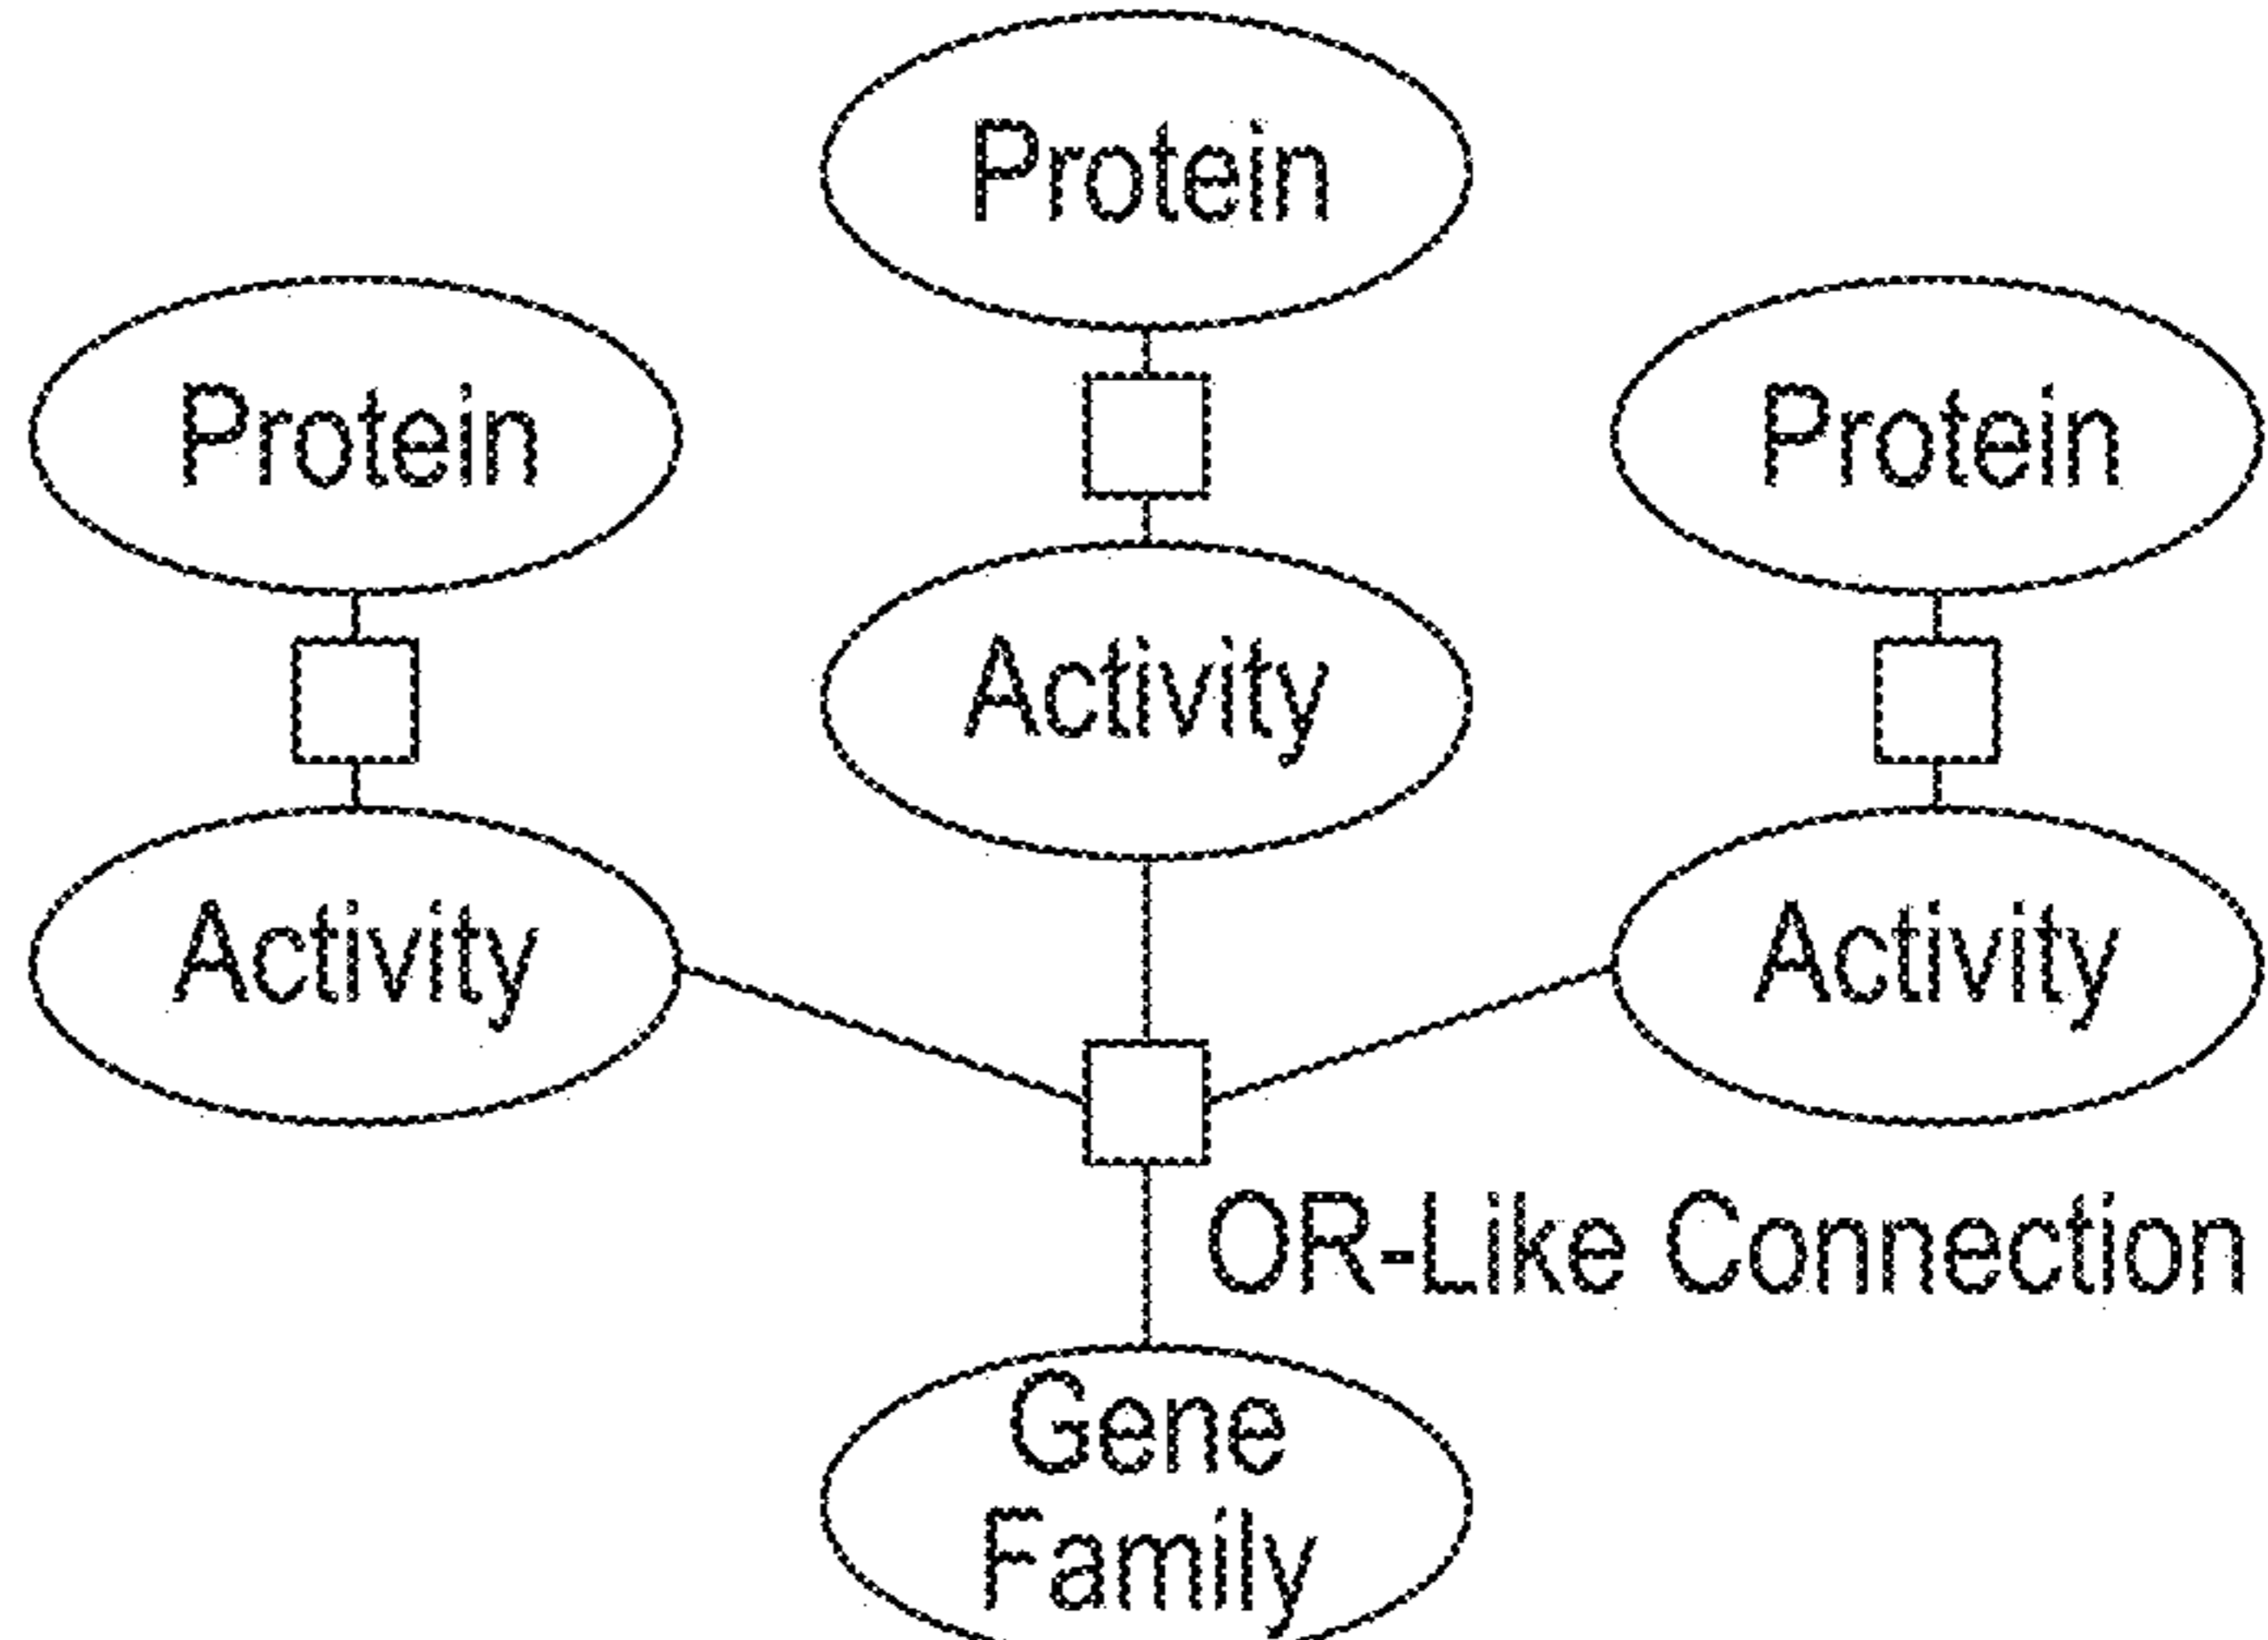 Protein
Protein
Protein
Activity
Activity
Activity
OR-Like Connection
Gene
Family